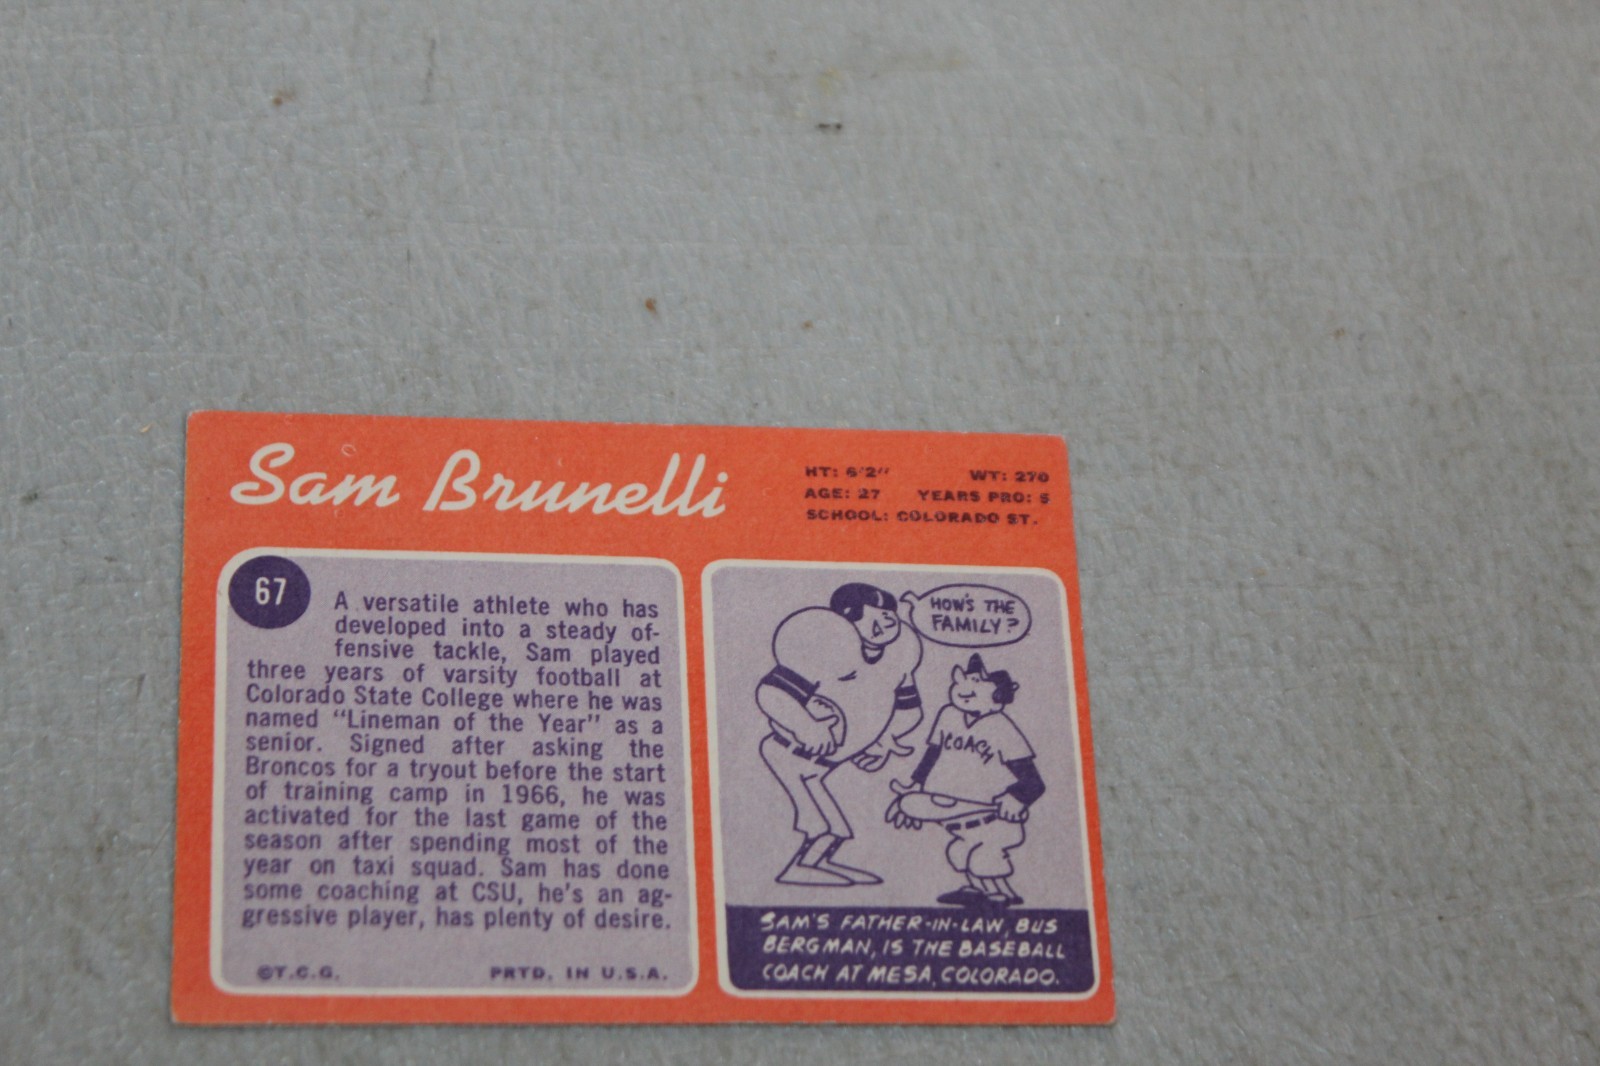 Sam Brunelli
HT: 6'2" WT: 270
AGE: 27 YEARS PRO: 5
SCHOOL: COLORADO ST.
67
A versatile athlete who has
developed into a steady of-
fensive tackle, Sam played
three years of varsity football at
Colorado State College where he was
named "Lineman of the Year" as a
senior. Signed after asking the
Broncos for a tryout before the start
of training camp in 1966, he was
activated for the last game of the
season after spending most of the
year on taxi squad. Sam has done
some coaching at CSU, he's an ag-
gressive player, has plenty of desire.
©T.C.G. PRTD. IN U.S.A.
HOW'S THE
FAMILY?
COACH
SAM'S FATHER-IN-LAW, BUS
BERGMAN, IS THE BASEBALL
COACH AT MESA, COLORADO.